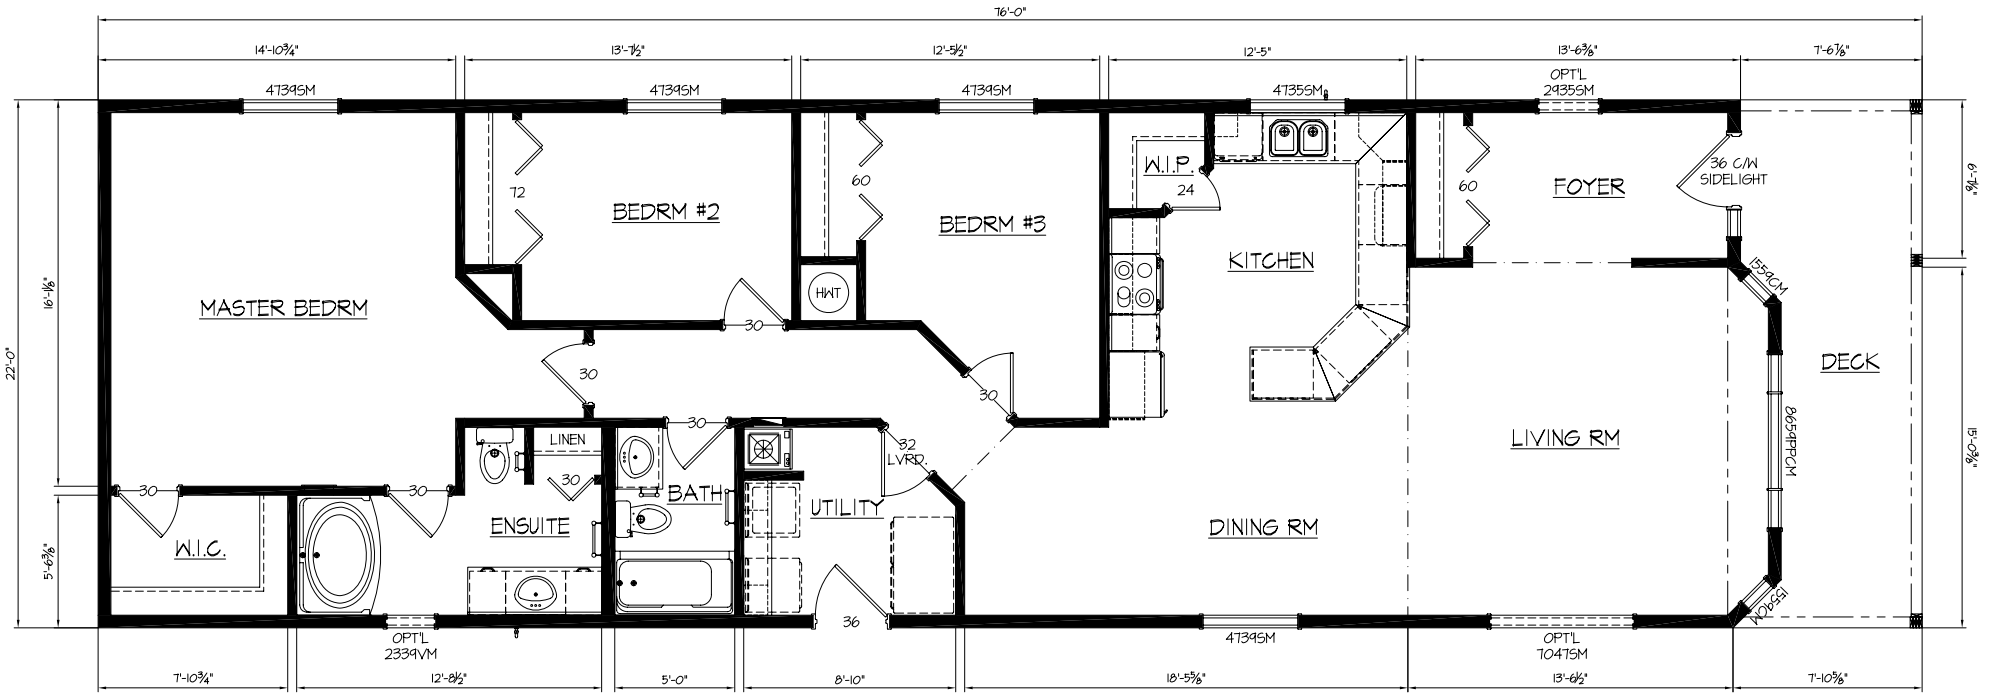 76'-0"
14'-10¾"
13'-7½"
12'-5½"
12'-5"
13'-6⅜"
7'-6⅞"
4739SM
4739SM
4739SM
4735SM
OPT'L
2935SM
72
60
W.I.P.
24
60
FOYER
36 C/W
SIDELIGHT
6'-7⅛"
BEDRM #2
BEDRM #3
KITCHEN
HWT
1559CM
16'-1⅛"
22'-0"
MASTER BEDRM
30
30
30
DECK
30
LINEN
32
LVRD.
LIVING RM
8659PPCM
15'-0⅜"
30
30
30
BATH
UTILITY
ENSUITE
DINING RM
W.I.C.
5'-6⅜"
1559CM
36
OPT'L
2339VM
4739SM
OPT'L
7047SM
7'-10¾"
12'-8½"
5'-0"
8'-10"
18'-5⅝"
13'-6½"
7'-10⅝"